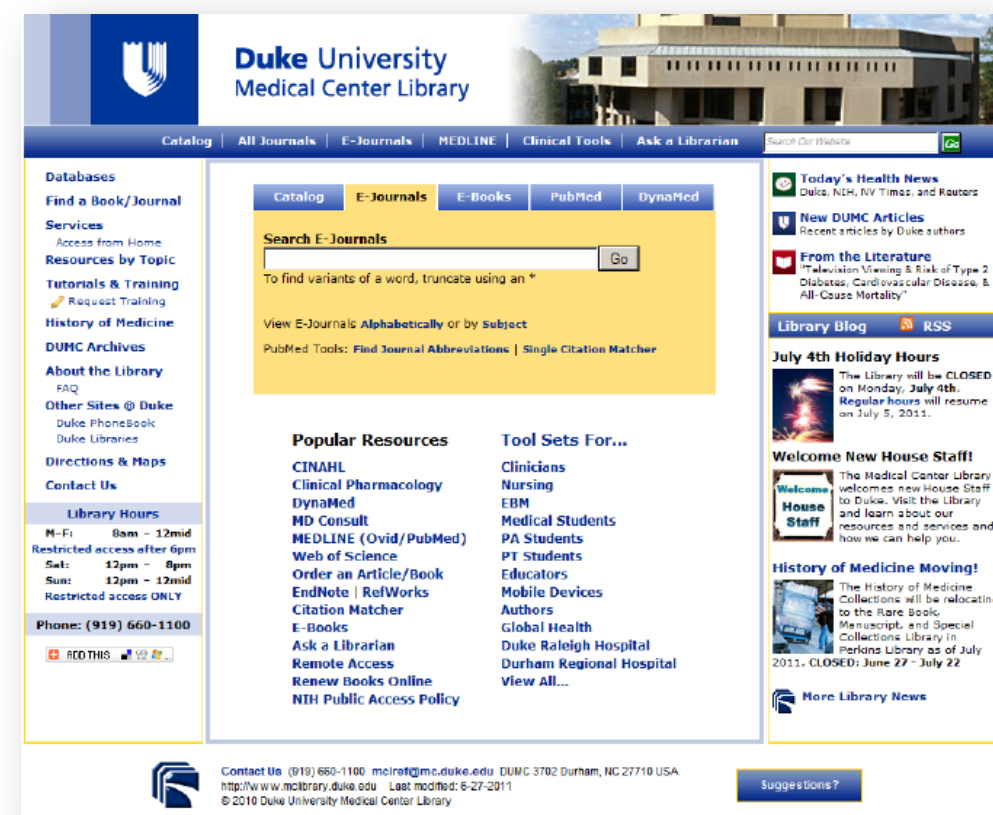 Duke University
Medical Center Library
Catalog | All Journals | E-Journals | MEDLINE | Clinical Tools | Ask a Librarian
Search Our Website
Go
Databases
Find a Book/Journal
Services
Access from Home
Resources by Topic
Tutorials & Training
Request Training
History of Medicine
DUMC Archives
About the Library
FAQ
Other Sites @ Duke
Duke PhoneBook
Duke Libraries
Directions & Maps
Contact Us
Library Hours
M-F: 8am - 12mid
Restricted access after 6pm
Sat: 12pm - 8pm
Sun: 12pm - 12mid
Restricted access ONLY
Phone: (919) 660-1100
ADD THIS
Catalog E-Journals E-Books PubMed DynaMed
Search E-Journals
Go
To find variants of a word, truncate using an *
View E-Journals Alphabetically or by Subject
PubMed Tools: Find Journal Abbreviations | Single Citation Matcher
Popular Resources
CINAHL
Clinical Pharmacology
DynaMed
MD Consult
MEDLINE (Ovid/PubMed)
Web of Science
Order an Article/Book
EndNote | RefWorks
Citation Matcher
E-Books
Ask a Librarian
Remote Access
Renew Books Online
NIH Public Access Policy
Tool Sets For...
Clinicians
Nursing
EBM
Medical Students
PA Students
PT Students
Educators
Mobile Devices
Authors
Global Health
Duke Raleigh Hospital
Durham Regional Hospital
View All...
Today's Health News
Duke, NIH, NY Times, and Reuters
New DUMC Articles
Recent articles by Duke authors
From the Literature
"Television Viewing & Risk of Type 2
Diabetes, Cardiovascular Disease, &
All-Cause Mortality"
Library Blog RSS
July 4th Holiday Hours
The Library will be CLOSED
on Monday, July 4th.
Regular hours will resume
on July 5, 2011.
Welcome New House Staff!
Welcome
House
Staff
The Medical Center Library
welcomes new House Staff
to Duke. Visit the Library
and learn about our
resources and services and
how we can help you.
History of Medicine Moving!
The History of Medicine
Collections will be relocatin
to the Rare Book,
Manuscript, and Special
Collections Library in
Perkins Library as of July
2011. CLOSED: June 27 - July 22
More Library News
Contact Us (919) 660-1100 mclref@mc.duke.edu DUMC 3702 Durham, NC 27710 USA
http://www.mclibrary.duke.edu Last modified: 6-27-2011
© 2010 Duke University Medical Center Library
Suggestions?